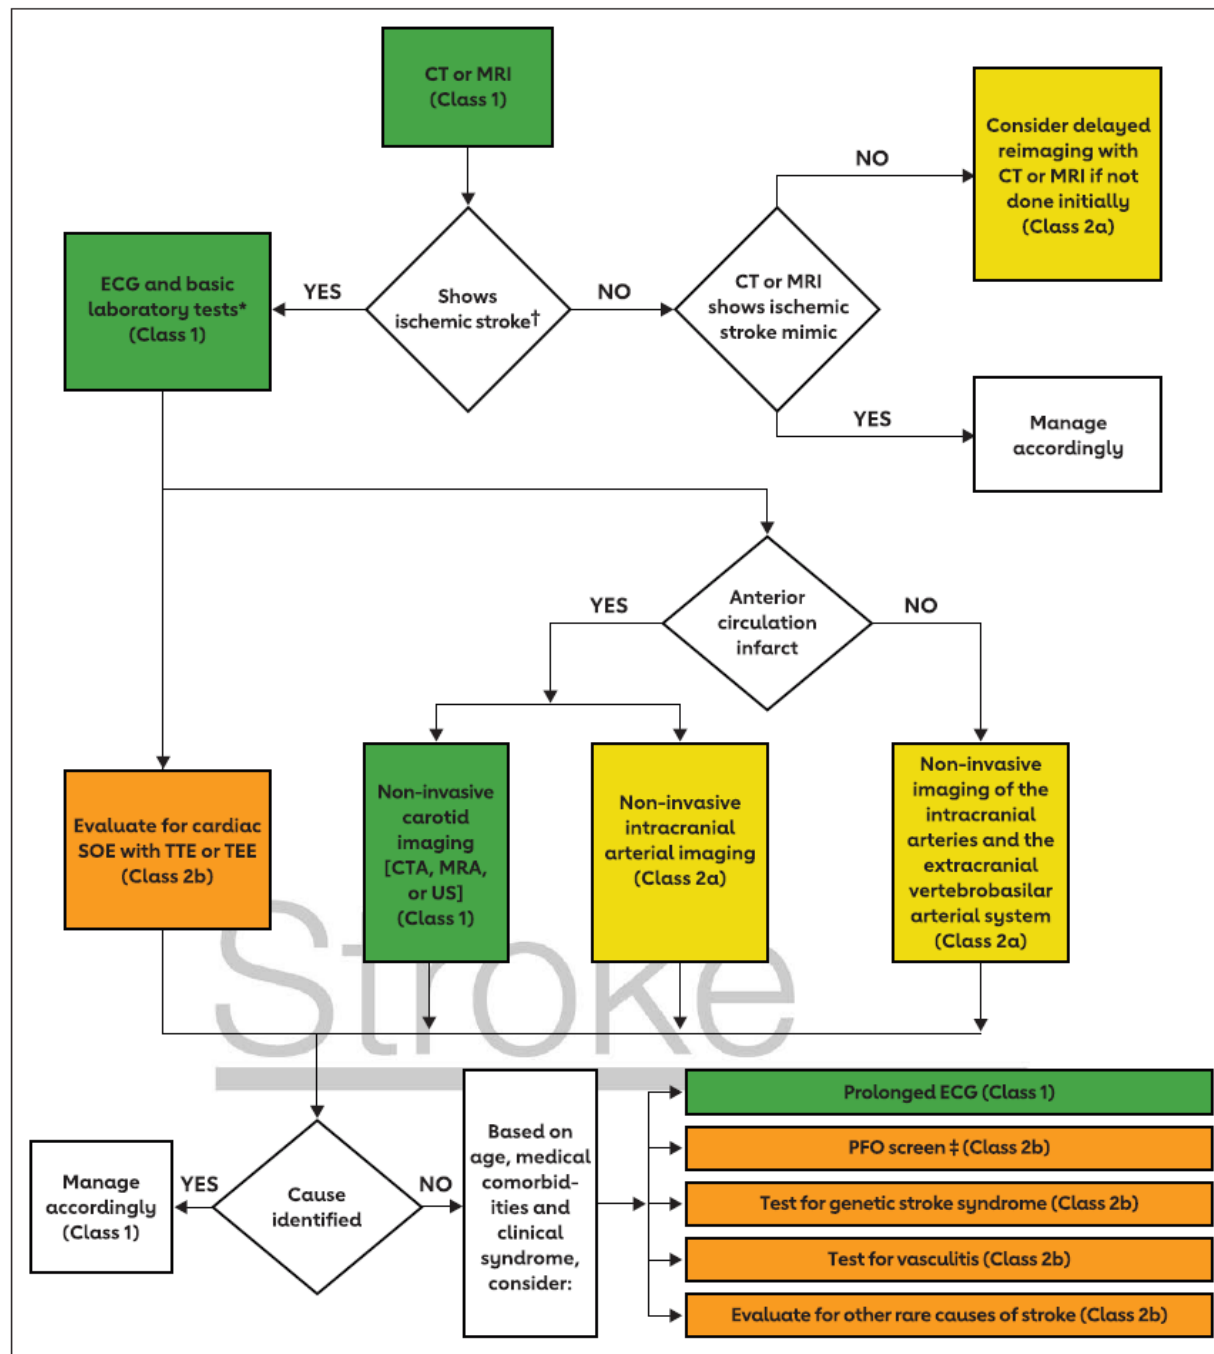 CT or MRI
(Class 1)
Consider delayed
reimaging with
CT or MRI if not
done initially
(Class 2a)
NO
ECG and basic
laboratory tests*
(Class 1)
YES
Shows
ischemic stroke†
NO
CT or MRI
shows ischemic
stroke mimic
YES
Manage
accordingly
YES
Anterior
circulation
infarct
NO
Evaluate for cardiac
SOE with TTE or TEE
(Class 2b)
Non-invasive
carotid
imaging
[CTA, MRA,
or US]
(Class 1)
Non-invasive
intracranial
arterial imaging
(Class 2a)
Non-invasive
imaging of the
intracranial
arteries and the
extracranial
vertebrobasilar
arterial system
(Class 2a)
Stroke
Manage
accordingly
(Class 1)
YES
Cause
identified
NO
Based on
age, medical
comorbid-
ities and
clinical
syndrome,
consider:
Prolonged ECG (Class 1)
PFO screen ‡ (Class 2b)
Test for genetic stroke syndrome (Class 2b)
Test for vasculitis (Class 2b)
Evaluate for other rare causes of stroke (Class 2b)